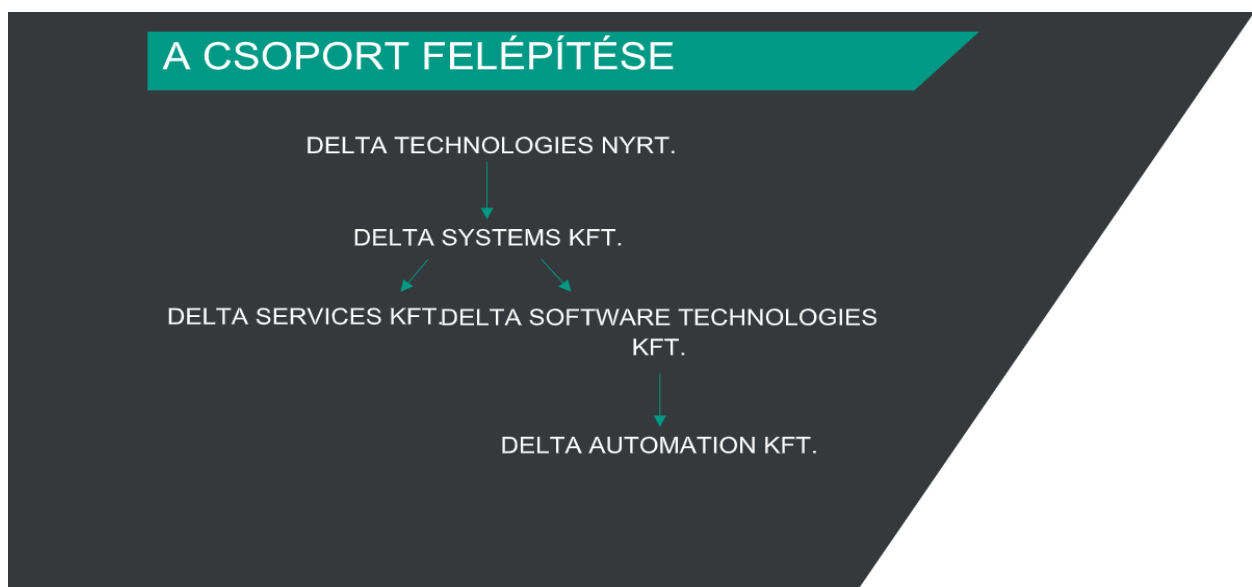 A CSOPORT FELÉPÍTÉSE
DELTA TECHNOLOGIES NYRT.
DELTA SYSTEMS KFT.
DELTA SERVICES KFT.
DELTA SOFTWARE TECHNOLOGIES
KFT.
DELTA AUTOMATION KFT.